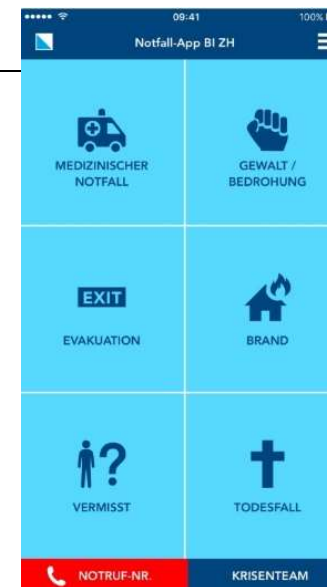 09:41 100%
Notfall-App BI ZH
MEDIZINISCHER
NOTFALL
GEWALT /
BEDROHUNG
EXIT
EVAKUATION
BRAND
?
VERMISST
TODESFALL
NOTRUF-NR.
KRISENTEAM